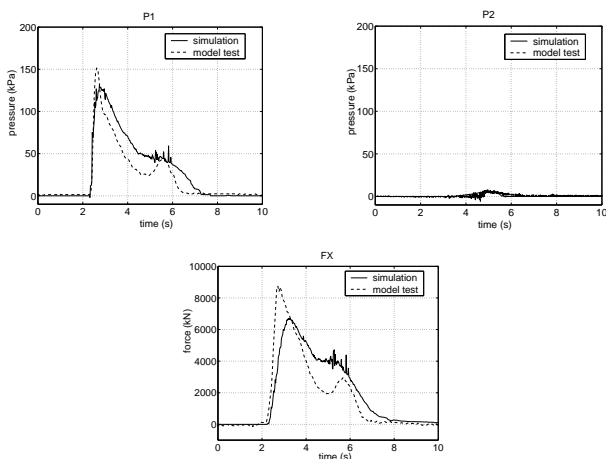 P1
simulation
model test
200
150
100
50
0
pressure (kPa)
0 2 4 6 8 10
time (s)
P2
simulation
model test
200
150
100
50
0
pressure (kPa)
0 2 4 6 8 10
time (s)
FX
simulation
model test
10000
8000
6000
4000
2000
0
force (kN)
0 2 4 6 8 10
time (s)